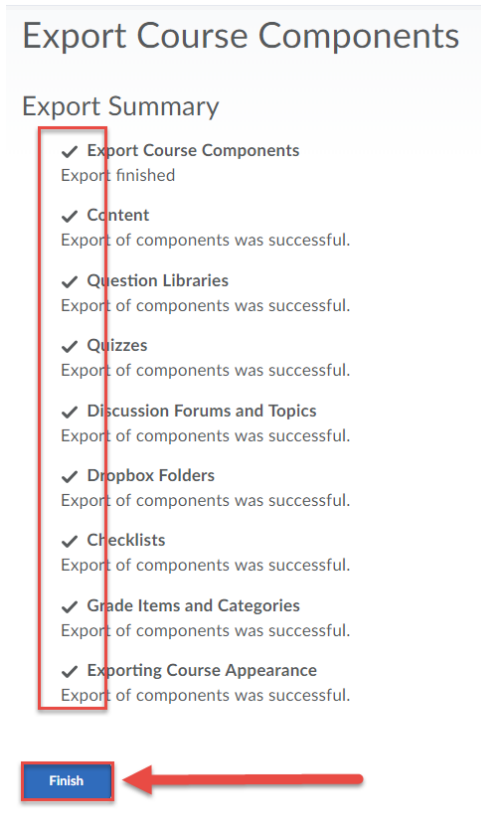 Export Course Components
Export Summary
Export Course Components
Export finished
Content
Export of components was successful.
Question Libraries
Export of components was successful.
Quizzes
Export of components was successful.
Discussion Forums and Topics
Export of components was successful.
Dropbox Folders
Export of components was successful.
Checklists
Export of components was successful.
Grade Items and Categories
Export of components was successful.
Exporting Course Appearance
Export of components was successful.
Finish